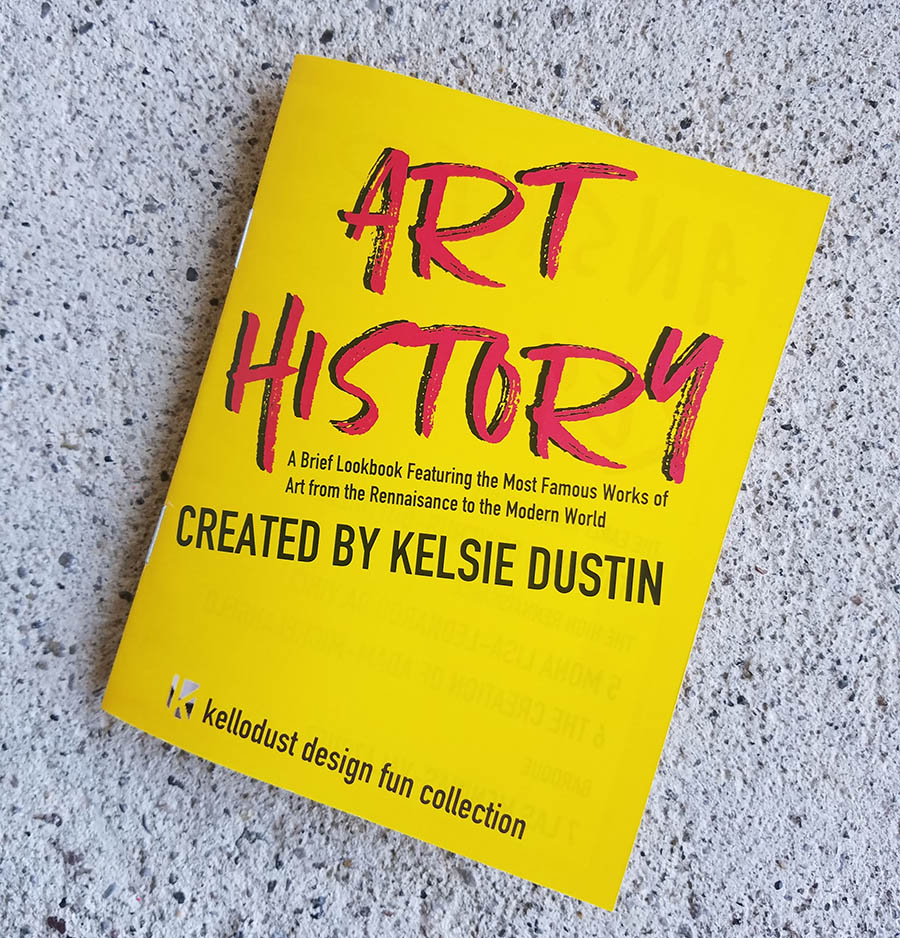 ART
HISTORY
A Brief Lookbook Featuring the Most Famous Works of
Art from the Rennaisance to the Modern World
CREATED BY KELSIE DUSTIN
K kellodust design fun collection